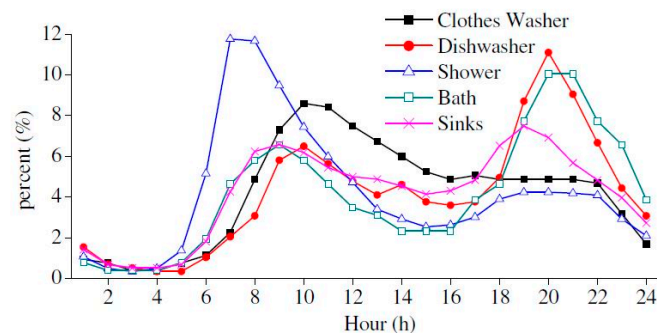 Clothes Washer
Dishwasher
Shower
Bath
Sinks
percent (%)
12
10
8
6
4
2
0
2 4 6 8 10 12 14 16 18 20 22 24
Hour (h)